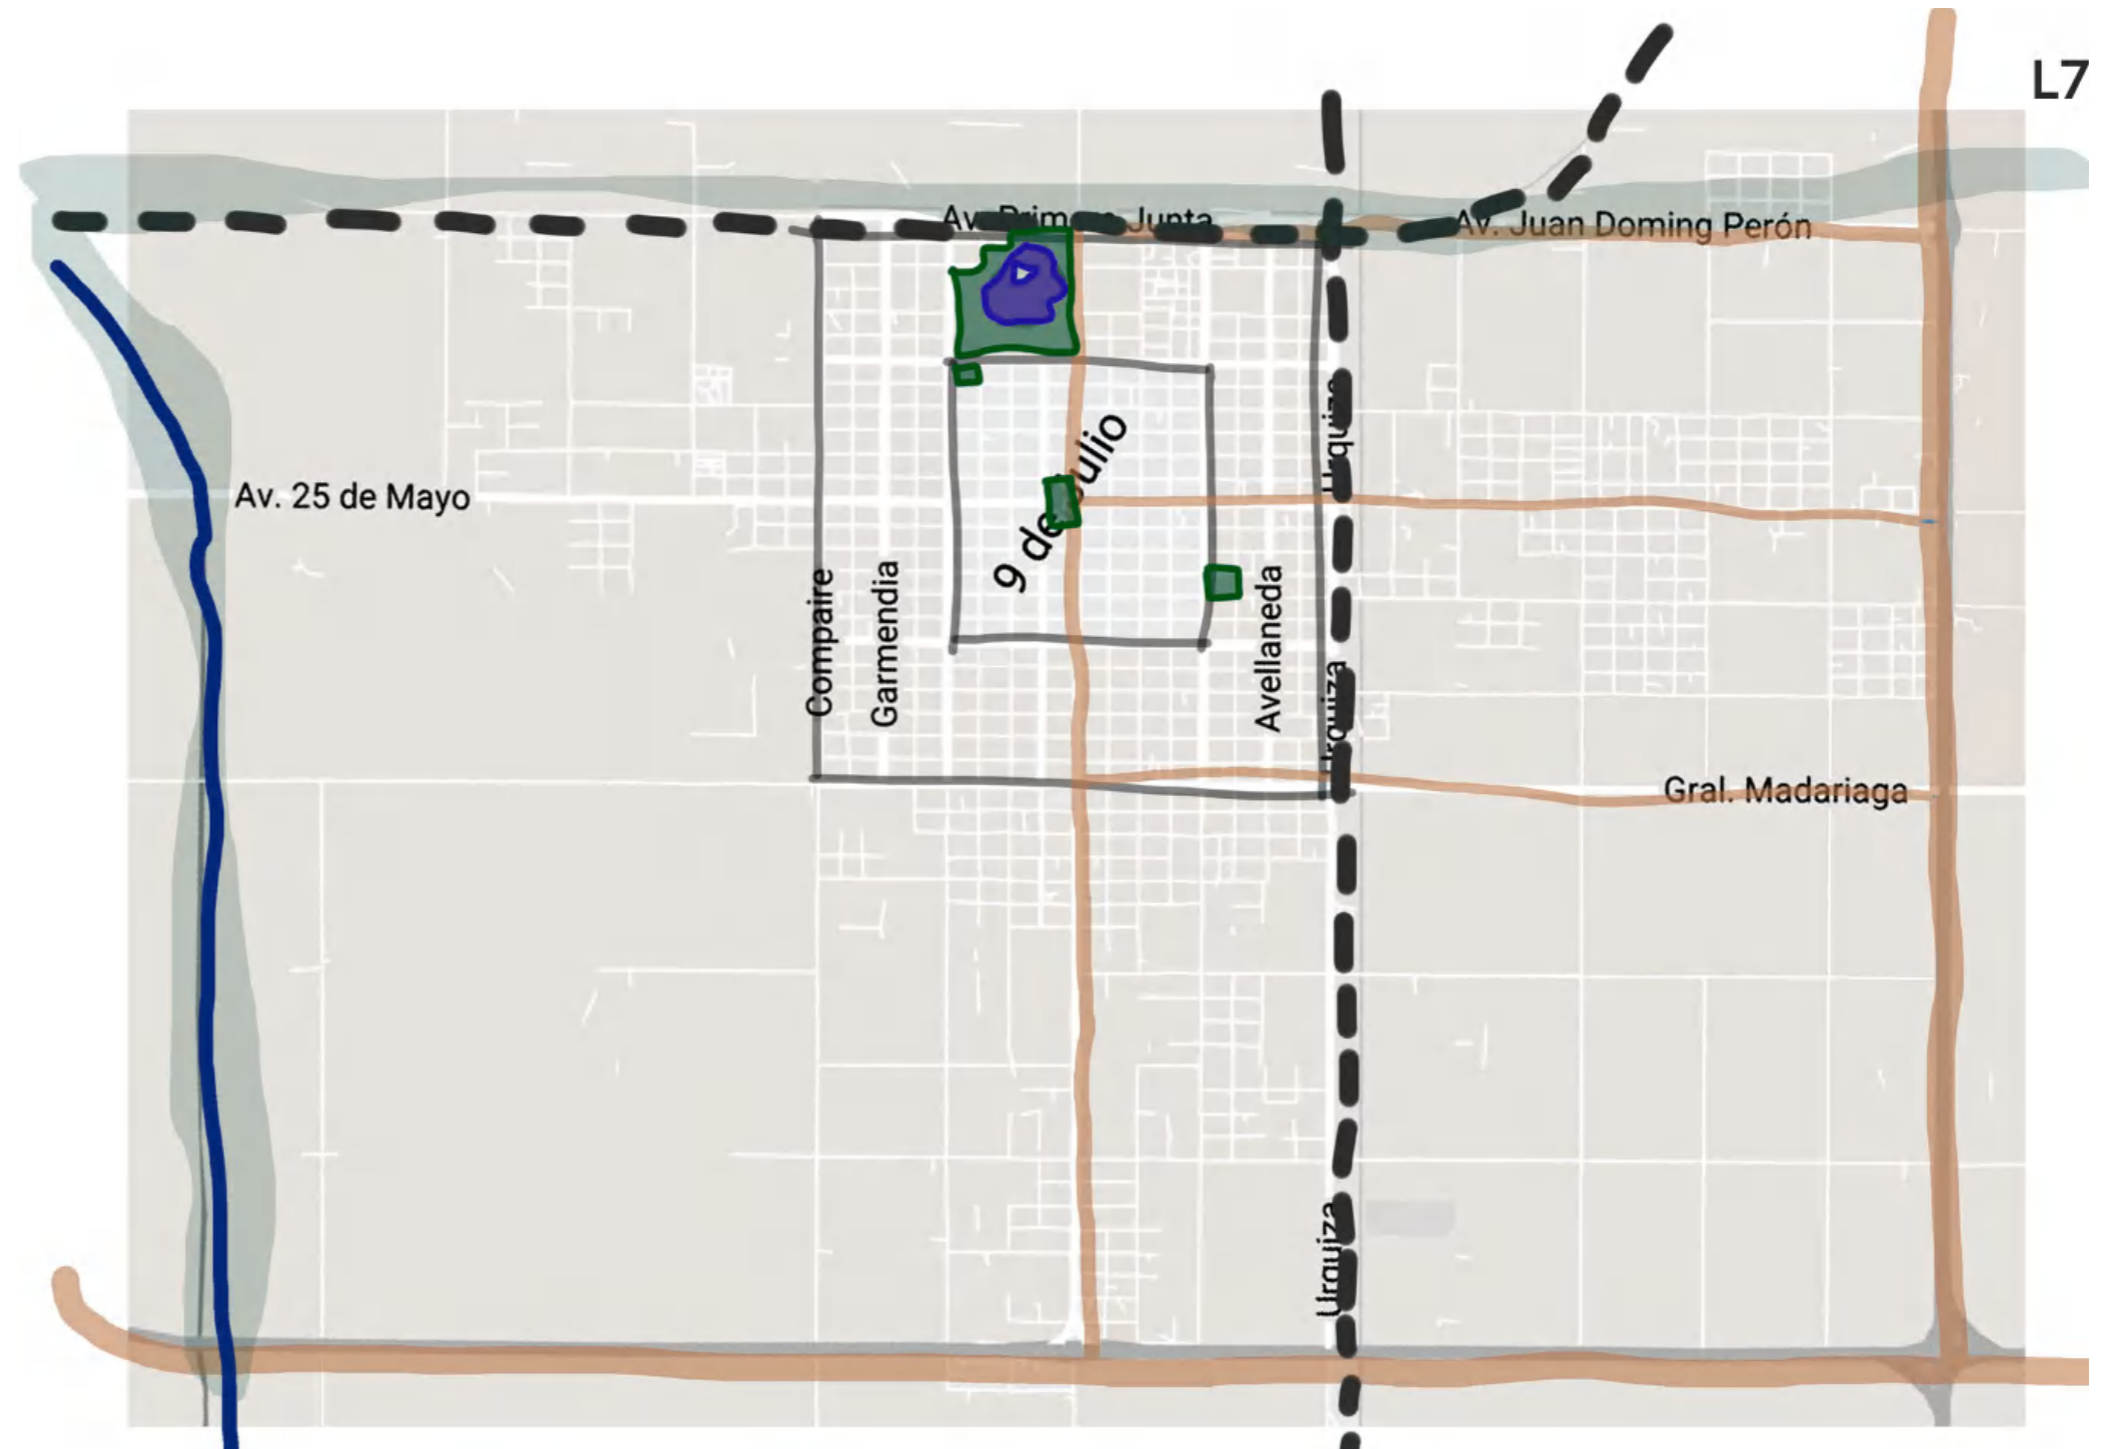 L7
Av. Primera Junta
Av. Juan Doming Perón
Urquiza
Av. 25 de Mayo
9 de Julio
Compaire
Garmendia
Avellaneda
Urquiza
Gral. Madariaga
Urquiza